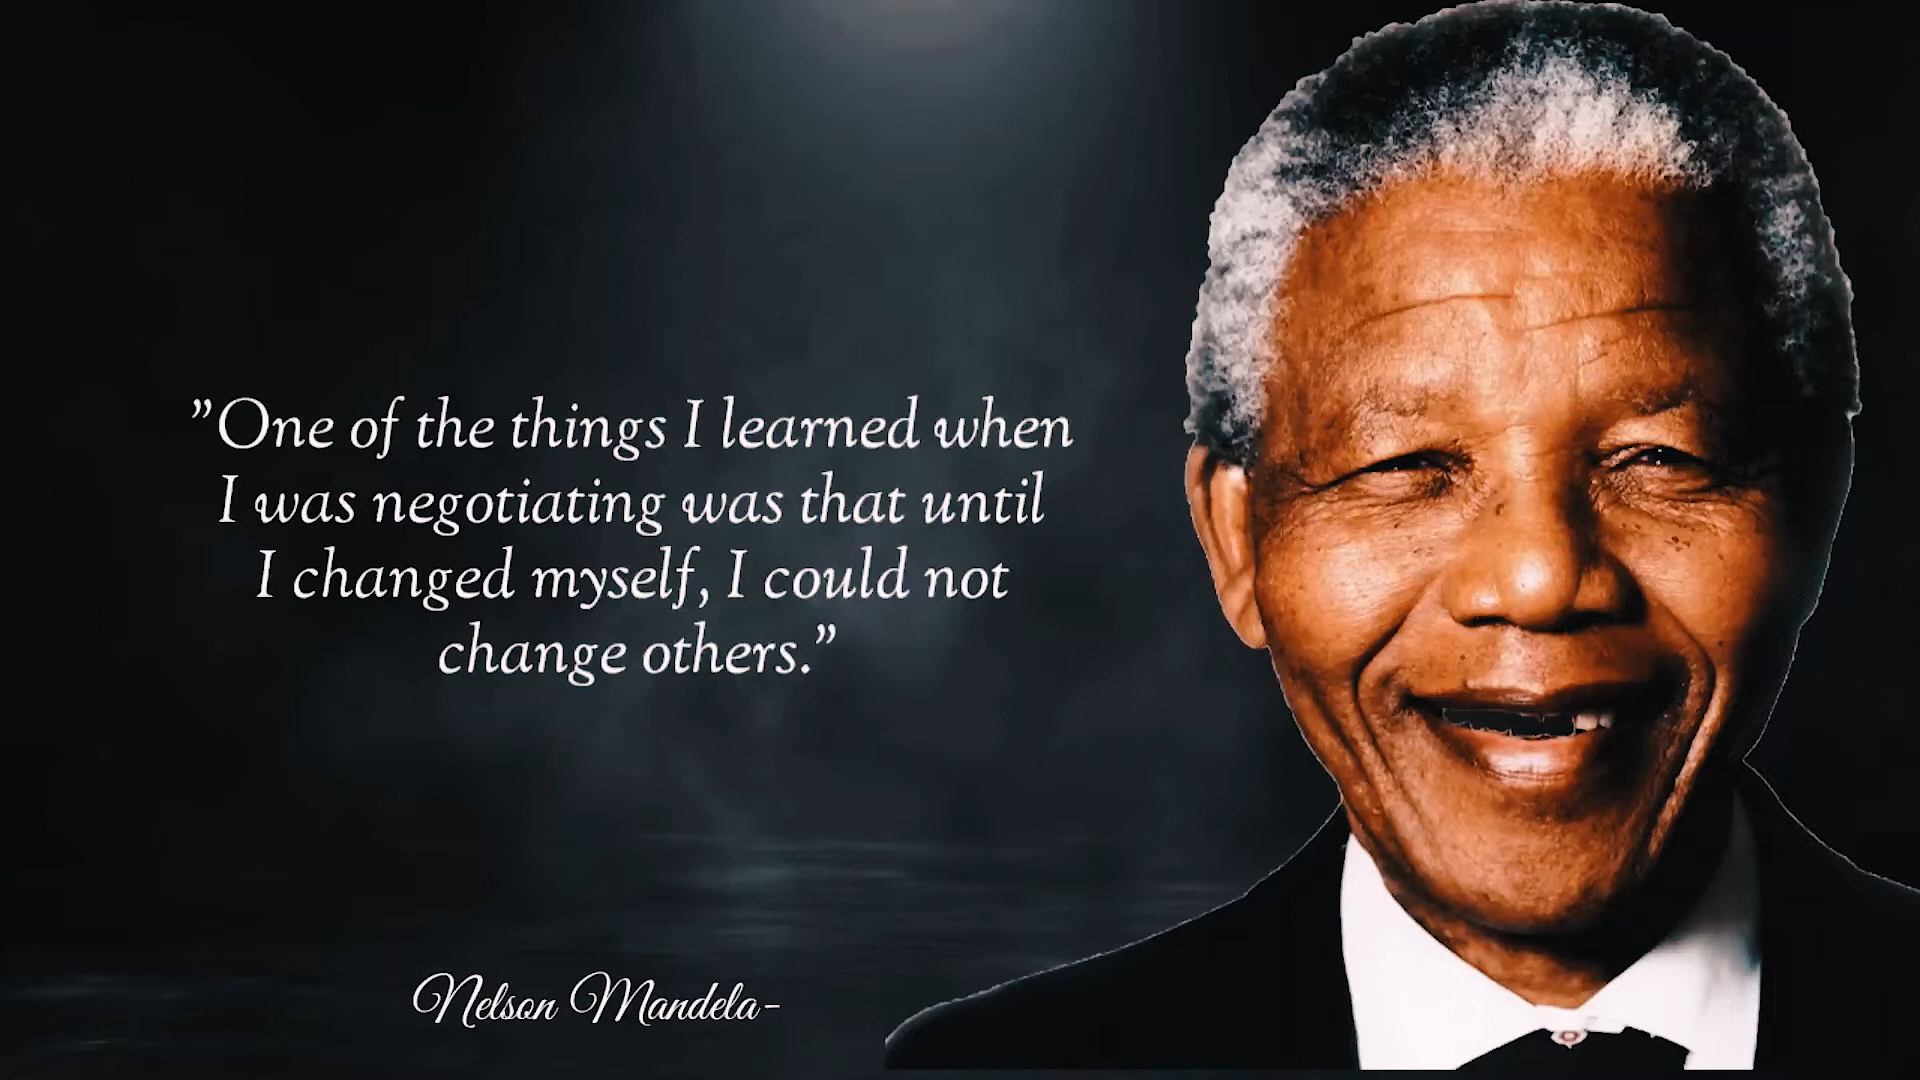 ”One of the things I learned when
I was negotiating was that until
I changed myself, I could not
change others.”
Nelson Mandela-